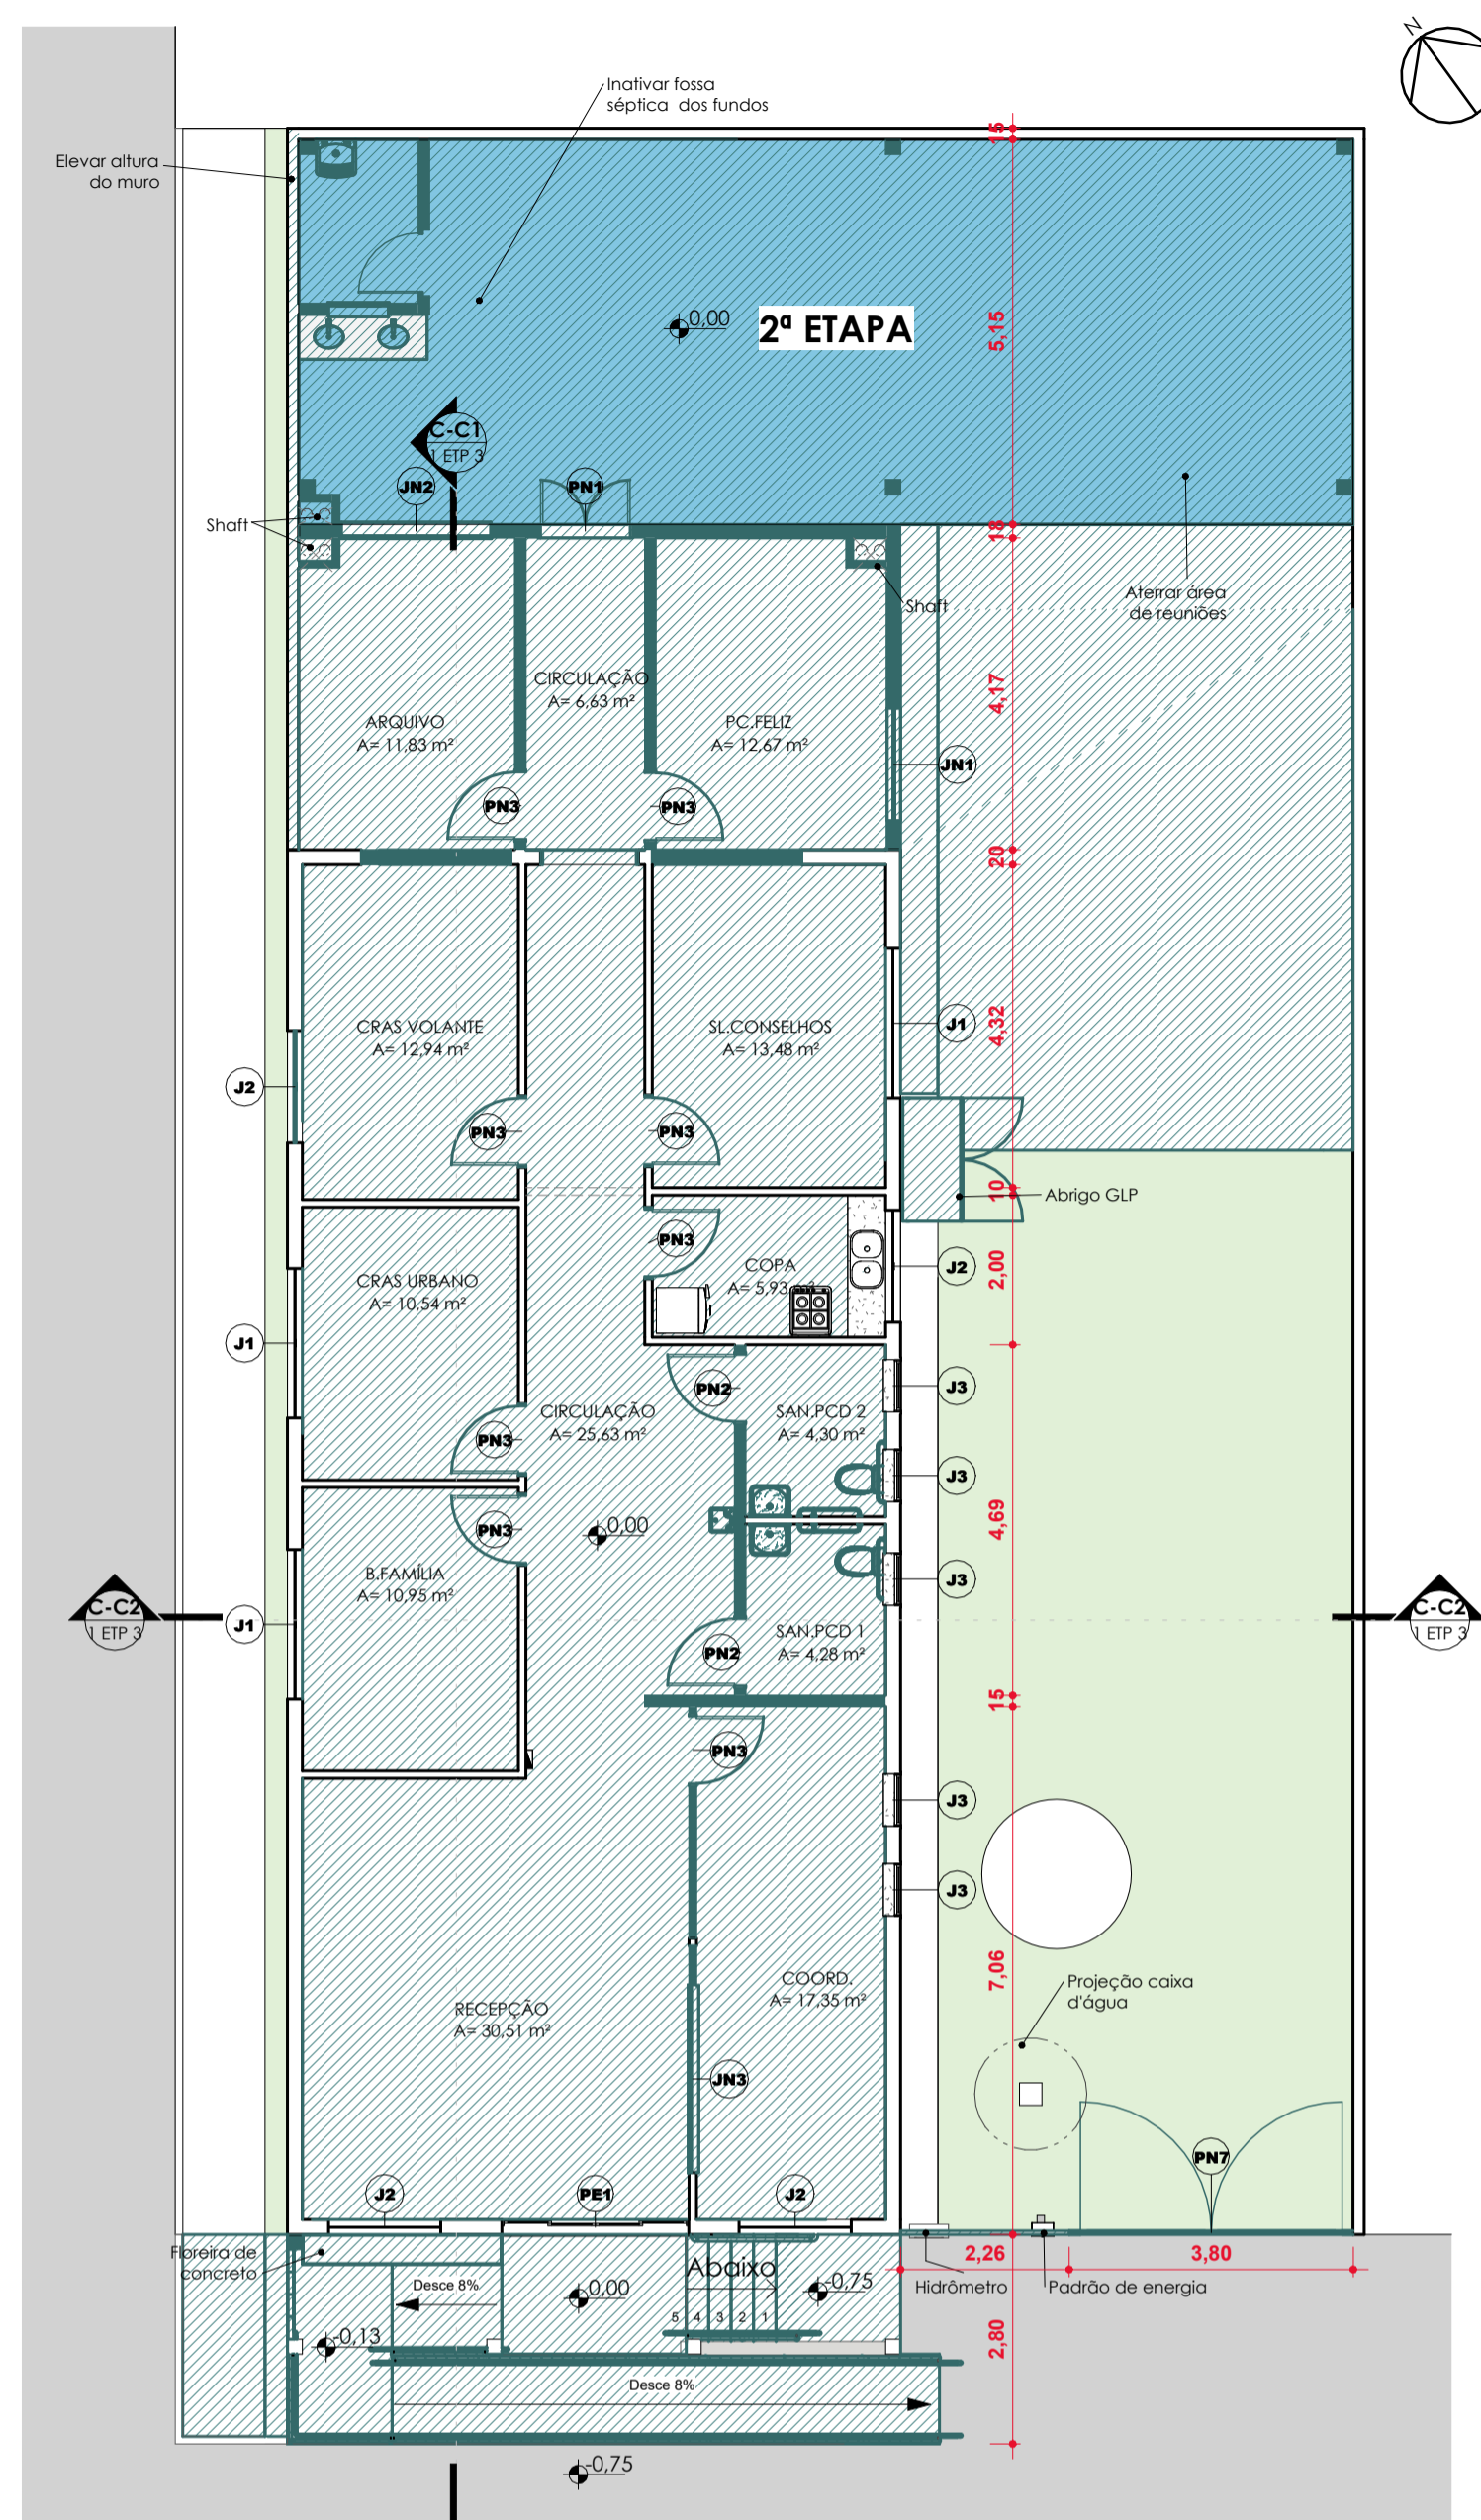 N
Inativar fossa
séptica dos fundos
15
Elevar altura
do muro
5,15
0,00
2ª ETAPA
C-C1
1 ETP 3
JN2
PN1
Shaft
18
Aterrar área
de reuniões
Shaft
CIRCULAÇÃO
A= 6,63 m²
4,17
ARQUIVO
A= 11,83 m²
PC.FELIZ
A= 12,67 m²
JN1
PN3
PN3
20
CRAS VOLANTE
A= 12,94 m²
SL.CONSELHOS
A= 13,48 m²
J1
4,32
J2
PN3
PN3
10
Abrigo GLP
PN3
COPA
A= 5,93 m²
J2
2,00
CRAS URBANO
A= 10,54 m²
J1
J3
PN2
CIRCULAÇÃO
A= 25,63 m²
SAN.PCD 2
A= 4,30 m²
PN3
J3
4,69
PN3
0,00
B.FAMÍLIA
A= 10,95 m²
J3
C-C2
1 ETP 3
J1
C-C2
1 ETP 3
SAN.PCD 1
A= 4,28 m²
PN2
15
PN3
J3
J3
7,06
COORD.
A= 17,35 m²
Projeção caixa
d'água
RECEPÇÃO
A= 30,51 m²
JN3
PN7
J2
PE1
J2
Floreira de
concreto
2,26
3,80
Abaixo
Desce 8%
0,00
-0,75
Hidrômetro
Padrão de energia
5 4 3 2 1
-0,13
2,80
Desce 8%
-0,75